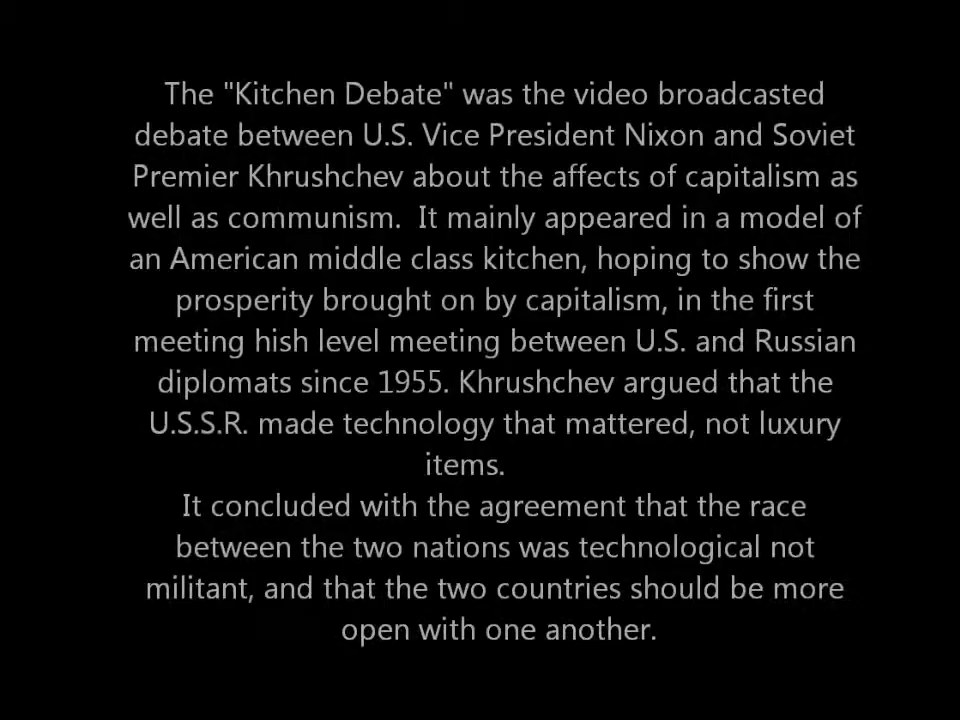 The "Kitchen Debate" was the video broadcasted
debate between U.S. Vice President Nixon and Soviet
Premier Khrushchev about the affects of capitalism as
well as communism.  It mainly appeared in a model of
an American middle class kitchen, hoping to show the
prosperity brought on by capitalism, in the first
meeting hish level meeting between U.S. and Russian
diplomats since 1955. Khrushchev argued that the
U.S.S.R. made technology that mattered, not luxury
items.
It concluded with the agreement that the race
between the two nations was technological not
militant, and that the two countries should be more
open with one another.